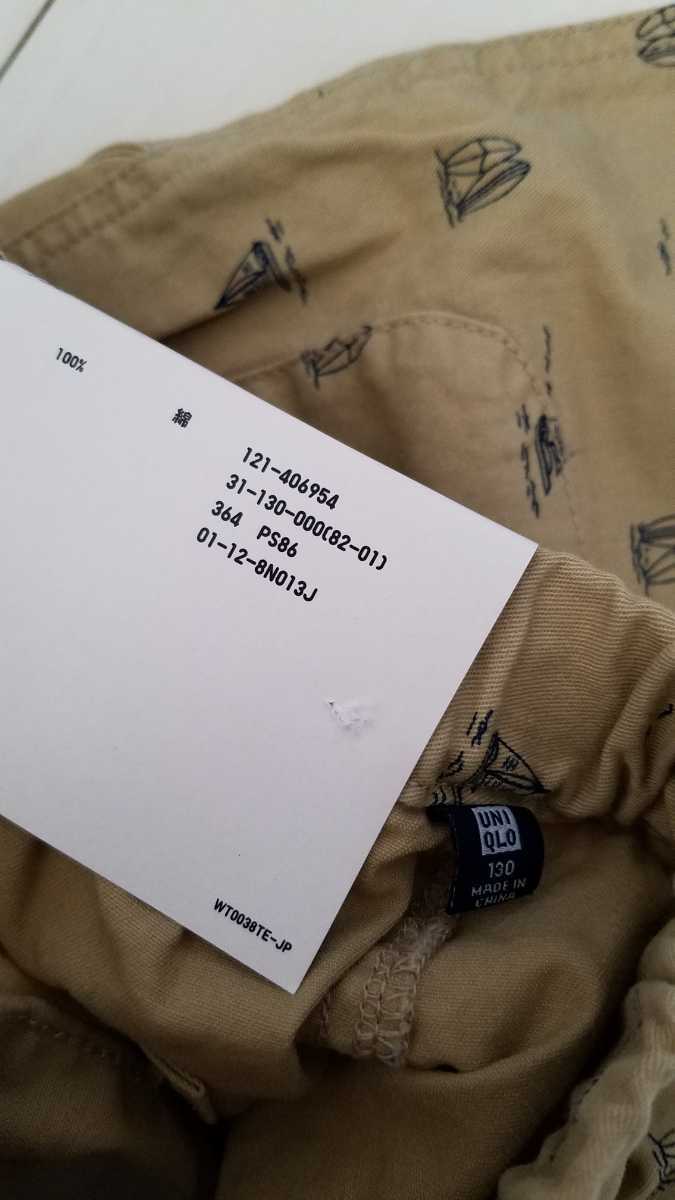 100%
綿
121-406954
31-130-000(82-01)
364 PS86
01-12-8N013J
WT0038TE-JP
UNI
QLO
130
MADE IN
CHINA